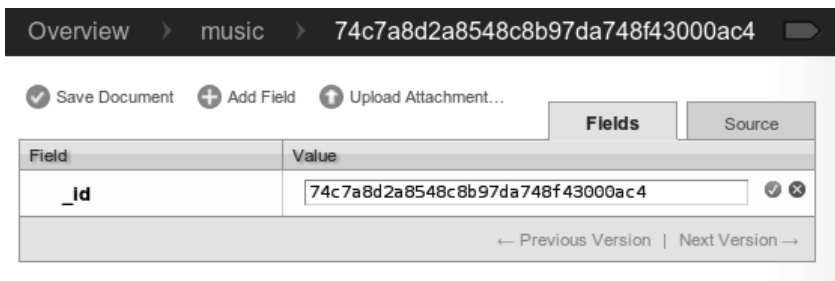 Overview music 74c7a8d2a8548c8b97da748f43000ac4
Save Document Add Field Upload Attachment...
Fields Source
Field Value
_id 74c7a8d2a8548c8b97da748f43000ac4
← Previous Version | Next Version →